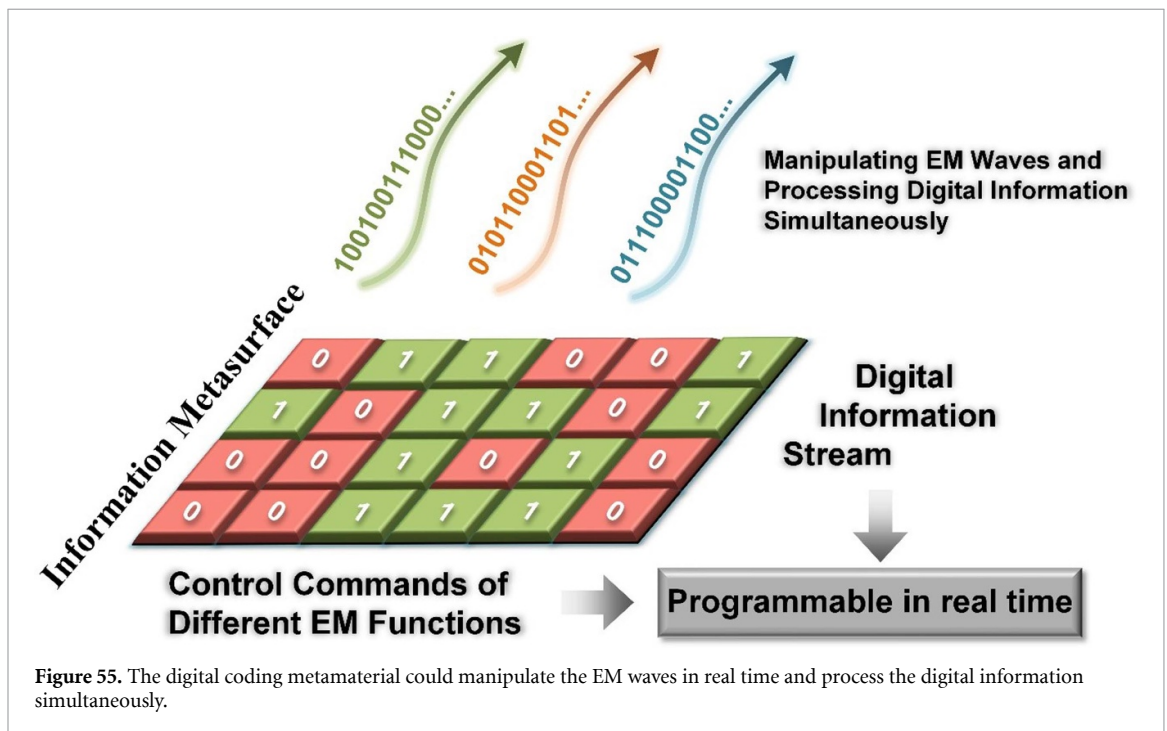 100100111000...
010110001101...
011100001100...
Manipulating EM Waves and
Processing Digital Information
Simultaneously
Information Metasurface
0 1 1 0 0 1
1 0 1 1 0 1
0 0 1 0 1 0
0 0 1 1 1 0
Digital
Information
Stream
Control Commands of
Different EM Functions
Programmable in real time
Figure 55. The digital coding metamaterial could manipulate the EM waves in real time and process the digital information
simultaneously.